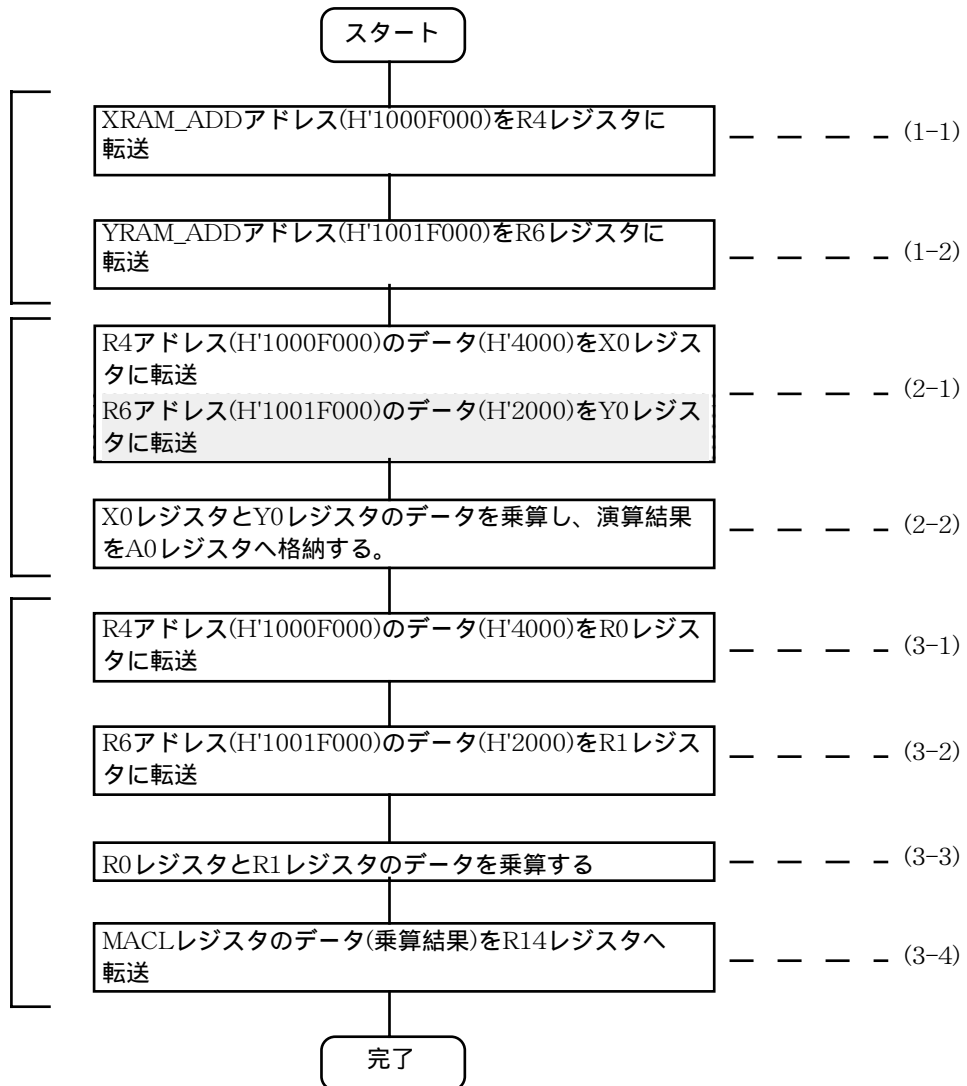 スタート
XRAM_ADDアドレス(H'1000F000)をR4レジスタに
転送
(1-1)
YRAM_ADDアドレス(H'1001F000)をR6レジスタに
転送
(1-2)
R4アドレス(H'1000F000)のデータ(H'4000)をX0レジス
タに転送
R6アドレス(H'1001F000)のデータ(H'2000)をY0レジス
タに転送
(2-1)
X0レジスタとY0レジスタのデータを乗算し、演算結果
をA0レジスタへ格納する。
(2-2)
R4アドレス(H'1000F000)のデータ(H'4000)をR0レジス
タに転送
(3-1)
R6アドレス(H'1001F000)のデータ(H'2000)をR1レジス
タに転送
(3-2)
R0レジスタとR1レジスタのデータを乗算する
(3-3)
MACLレジスタのデータ(乗算結果)をR14レジスタへ
転送
(3-4)
完了